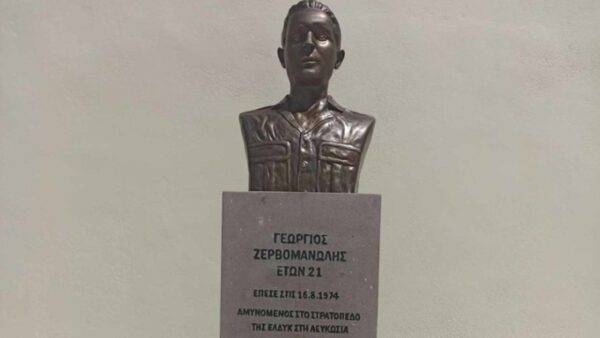 ΓΕΩΡΓΙΟΣ
ΖΕΡΒΟΜΑΝΩΛΗΣ
ΕΤΩΝ 21
ΕΠΕΣΕ ΣΤΙΣ 16.8.1974
ΑΜΥΝΟΜΕΝΟΣ ΣΤΟ ΣΤΡΑΤΟΠΕΔΟ
ΤΗΣ ΕΛΔΥΚ ΣΤΗ ΛΕΥΚΩΣΙΑ